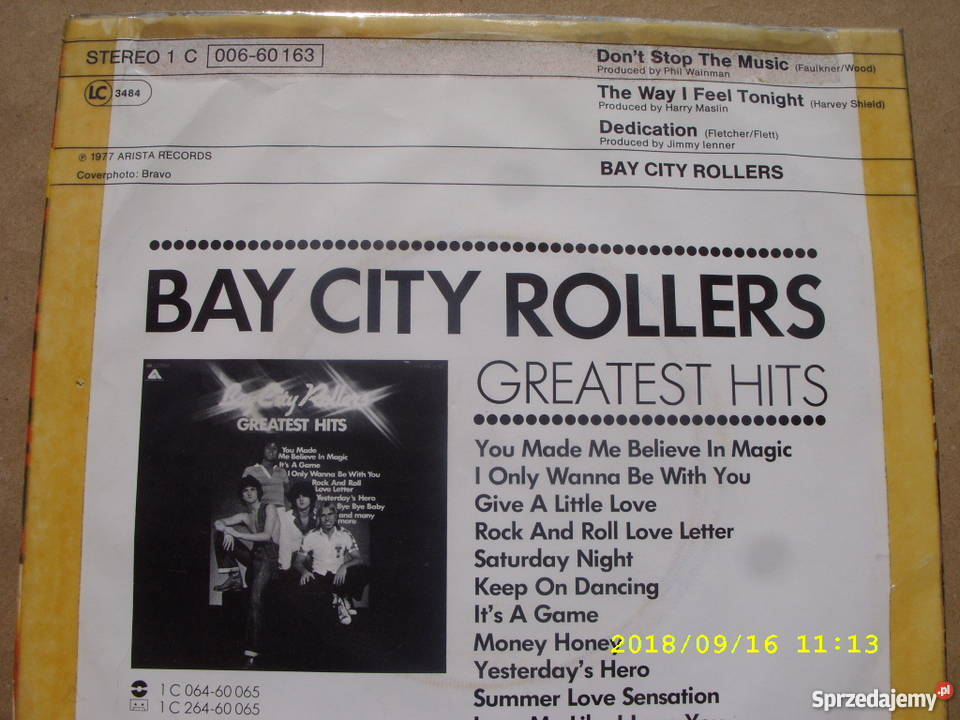 STEREO 1 C 006-60 163
LC 3484
℗ 1977 ARISTA RECORDS
Coverphoto: Bravo
Don't Stop The Music (Faulkner/Wood)
Produced by Phil Wainman
The Way I Feel Tonight (Harvey Shield)
Produced by Harry Maslin
Dedication (Fletcher/Flett)
Produced by Jimmy Ienner
BAY CITY ROLLERS
BAY CITY ROLLERS
GREATEST HITS
Bay City Rollers
GREATEST HITS
You Made
Me Believe In Magic
It's A Game
I Only Wanna Be With You
Rock And Roll
Love Letter
Yesterday's Hero
Bye Bye Baby
and many
more
You Made Me Believe In Magic
I Only Wanna Be With You
Give A Little Love
Rock And Roll Love Letter
Saturday Night
Keep On Dancing
It's A Game
Money Honey
Yesterday's Hero
Summer Love Sensation
1 C 064-60 065
1 C 264-60 065
2018/09/16 11:13
Sprzedajemy.pl